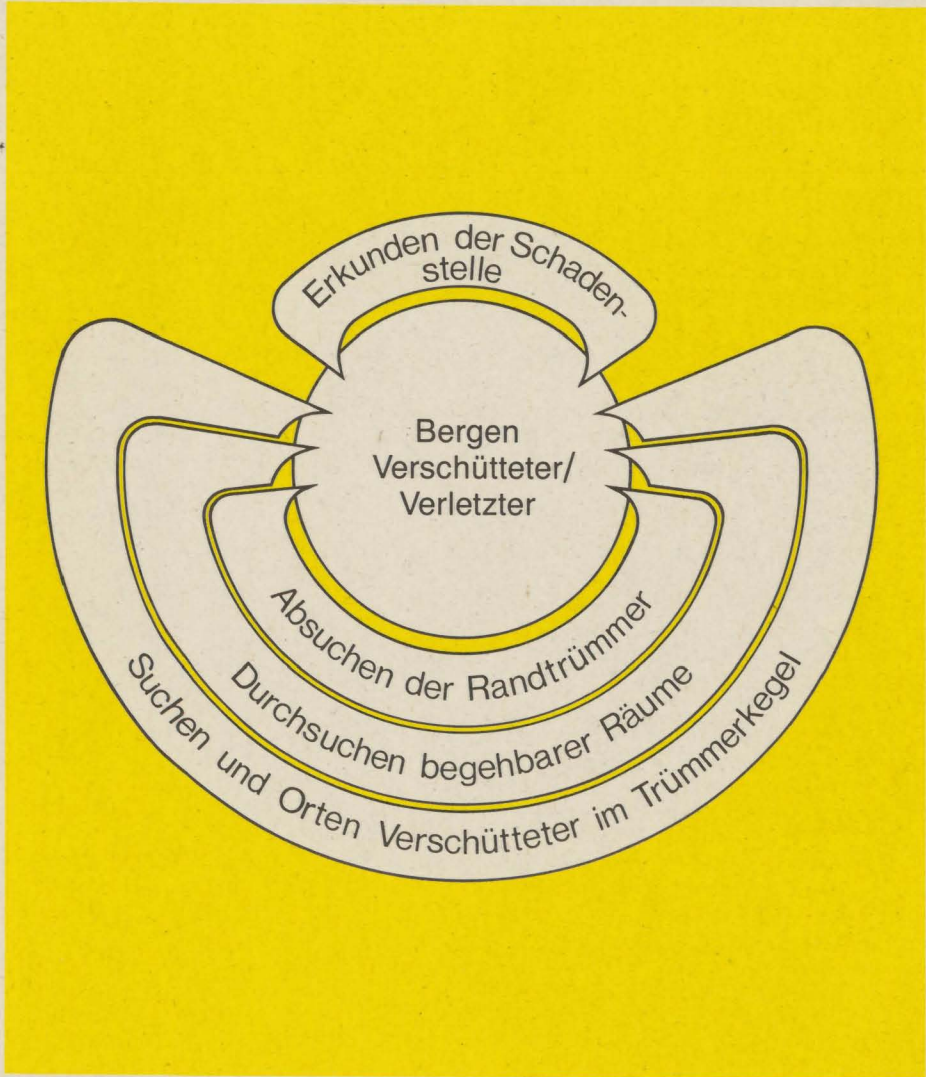 Erkunden der Schaden-
stelle
Bergen
Verschütteter/
Verletzter
Absuchen der Randtrümmer
Durchsuchen begehbarer Räume
Suchen und Orten Verschütteter im Trümmerkegel